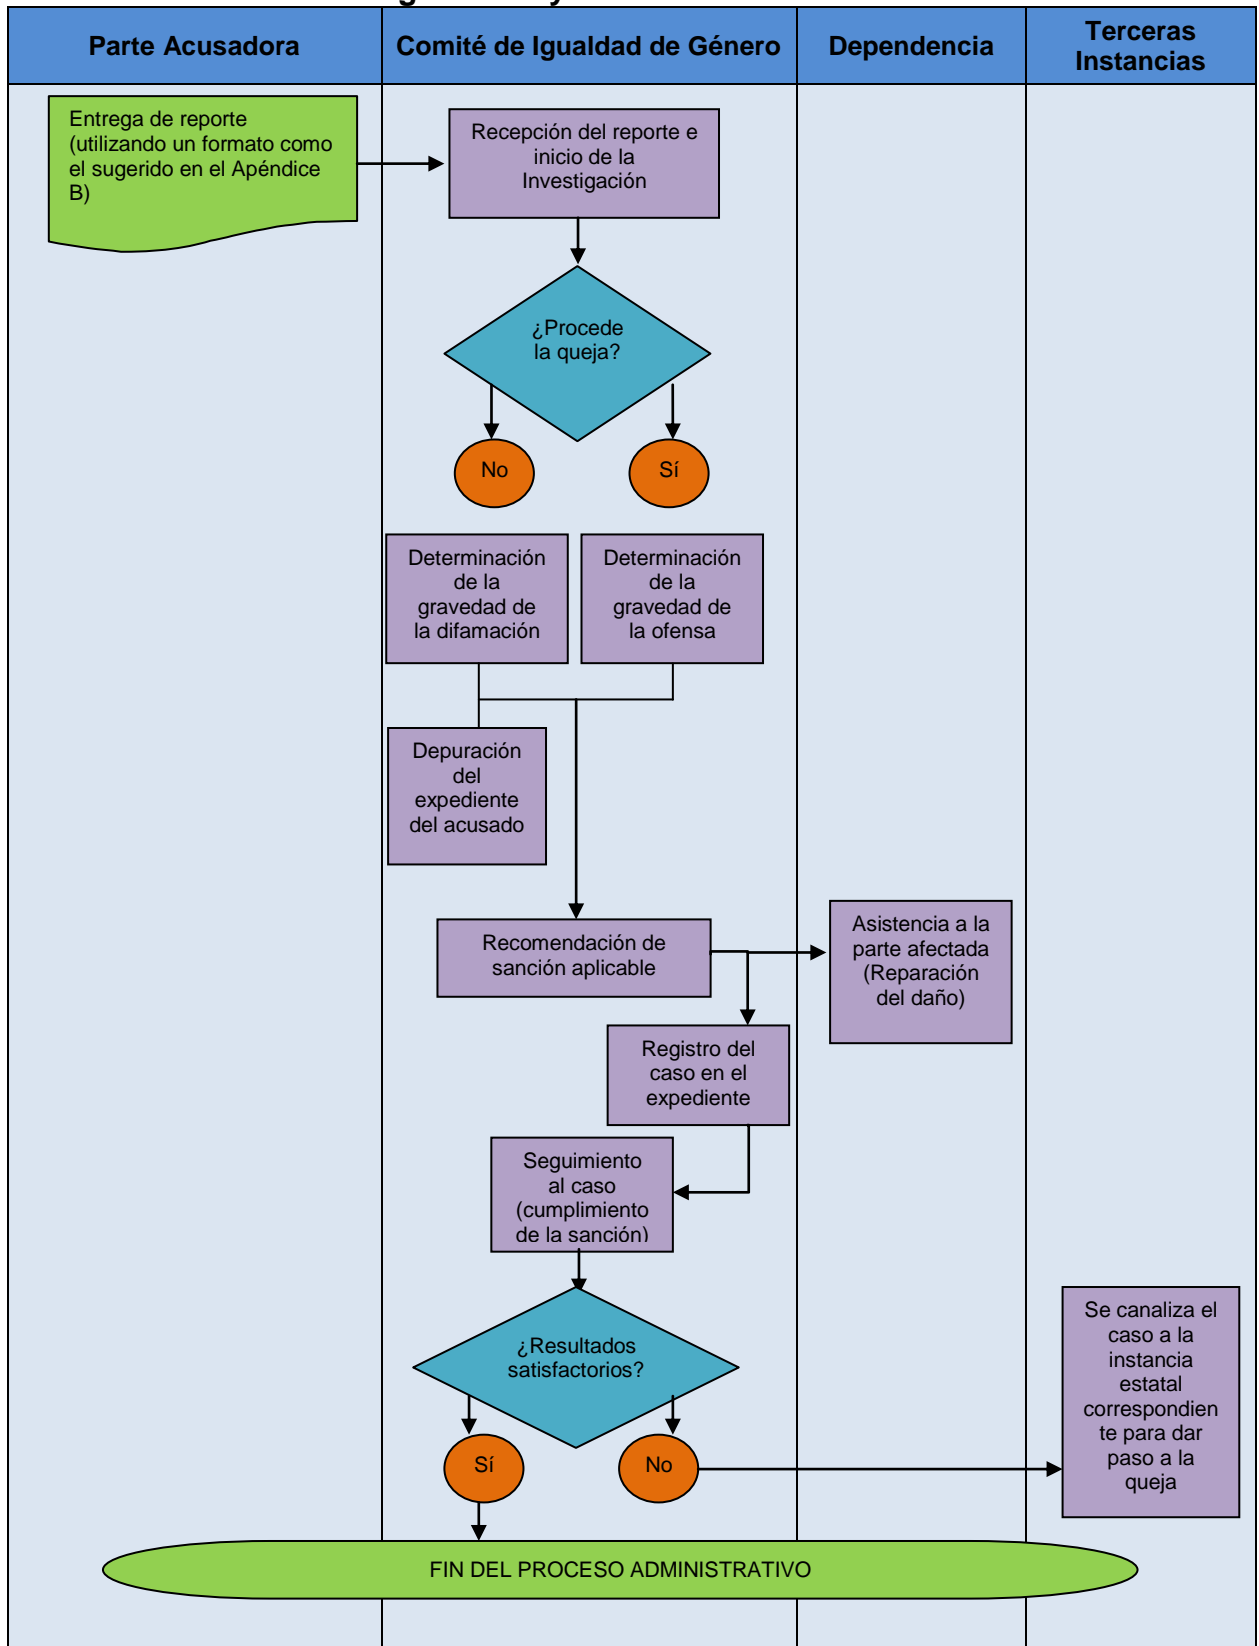 Parte Acusadora
Comité de Igualdad de Género
Dependencia
Terceras
Instancias
Entrega de reporte
(utilizando un formato como
el sugerido en el Apéndice
B)
Recepción del reporte e
inicio de la
Investigación
¿Procede
la queja?
No
Sí
Determinación
de la
gravedad de
la difamación
Determinación
de la
gravedad de
la ofensa
Depuración
del
expediente
del acusado
Recomendación de
sanción aplicable
Asistencia a la
parte afectada
(Reparación
del daño)
Registro del
caso en el
expediente
Seguimiento
al caso
(cumplimiento
de la sanción)
¿Resultados
satisfactorios?
Se canaliza el
caso a la
instancia
estatal
correspondien
te para dar
paso a la
queja
Sí
No
FIN DEL PROCESO ADMINISTRATIVO